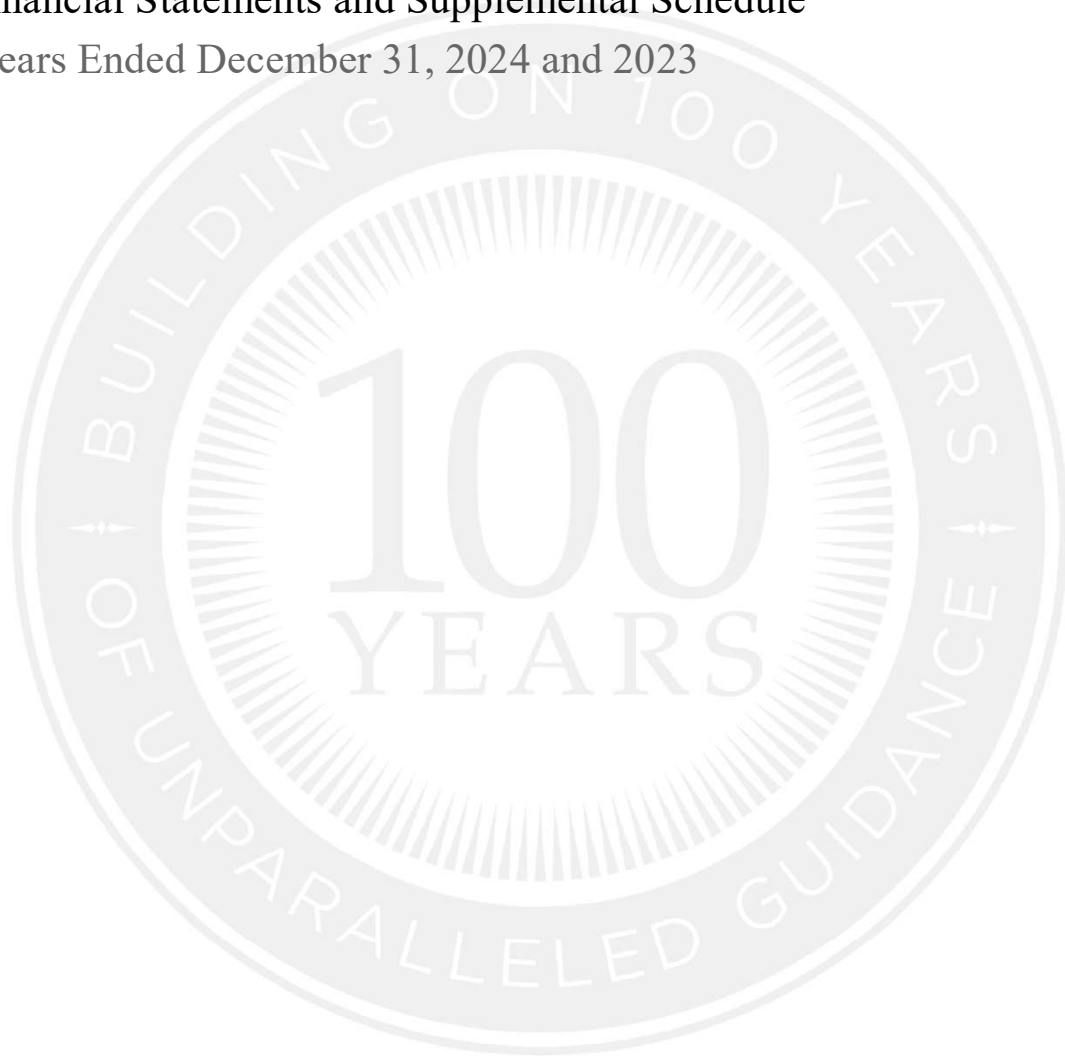 nancial Statements and Supplemental Schedule
ears Ended December 31, 2024 and 2023
BUILDING ON 100 YEARS
100
YEARS
OF UNPARALLELED GUIDANCE